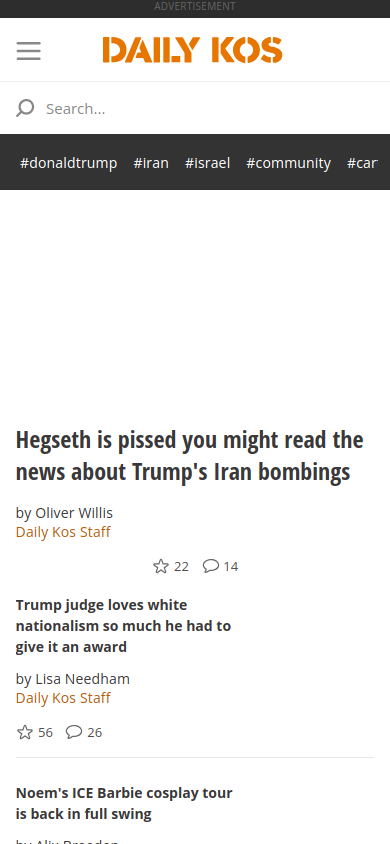 ADVERTISEMENT
DAILY KOS
Search...
#donaldtrump #iran #israel #community #car
Hegseth is pissed you might read the
news about Trump's Iran bombings
by Oliver Willis
Daily Kos Staff
22 14
Trump judge loves white
nationalism so much he had to
give it an award
by Lisa Needham
Daily Kos Staff
56 26
Noem's ICE Barbie cosplay tour
is back in full swing